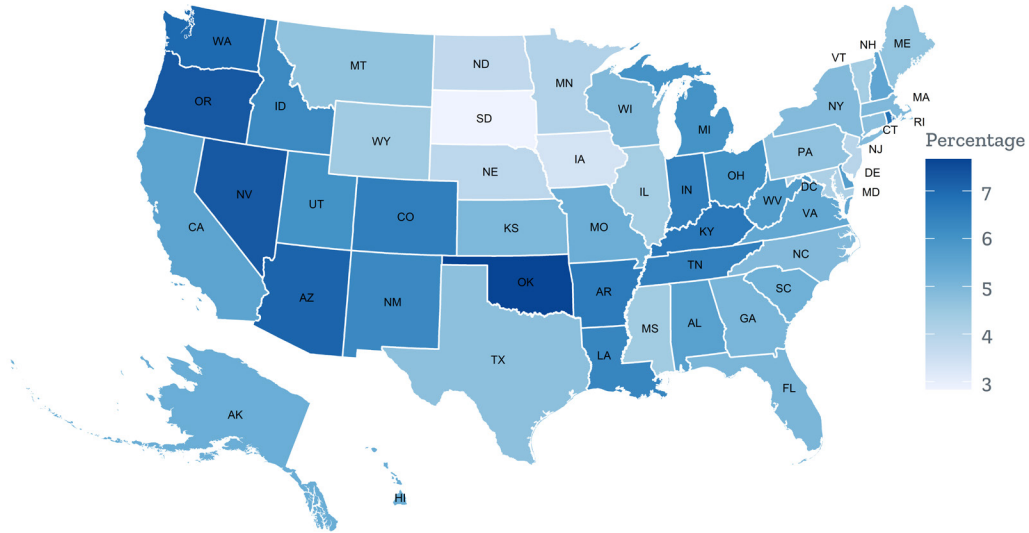 WA
MT
ND
MN
VT
NH
ME
OR
ID
SD
WI
MI
NY
MA
RI
CT
WY
IA
PA
NJ
NV
NE
IL
IN
OH
DE
DC
MD
UT
CO
WV
VA
CA
KS
MO
KY
NC
TN
AZ
NM
OK
AR
SC
MS
AL
GA
LA
TX
FL
AK
HI
Percentage
7
6
5
4
3